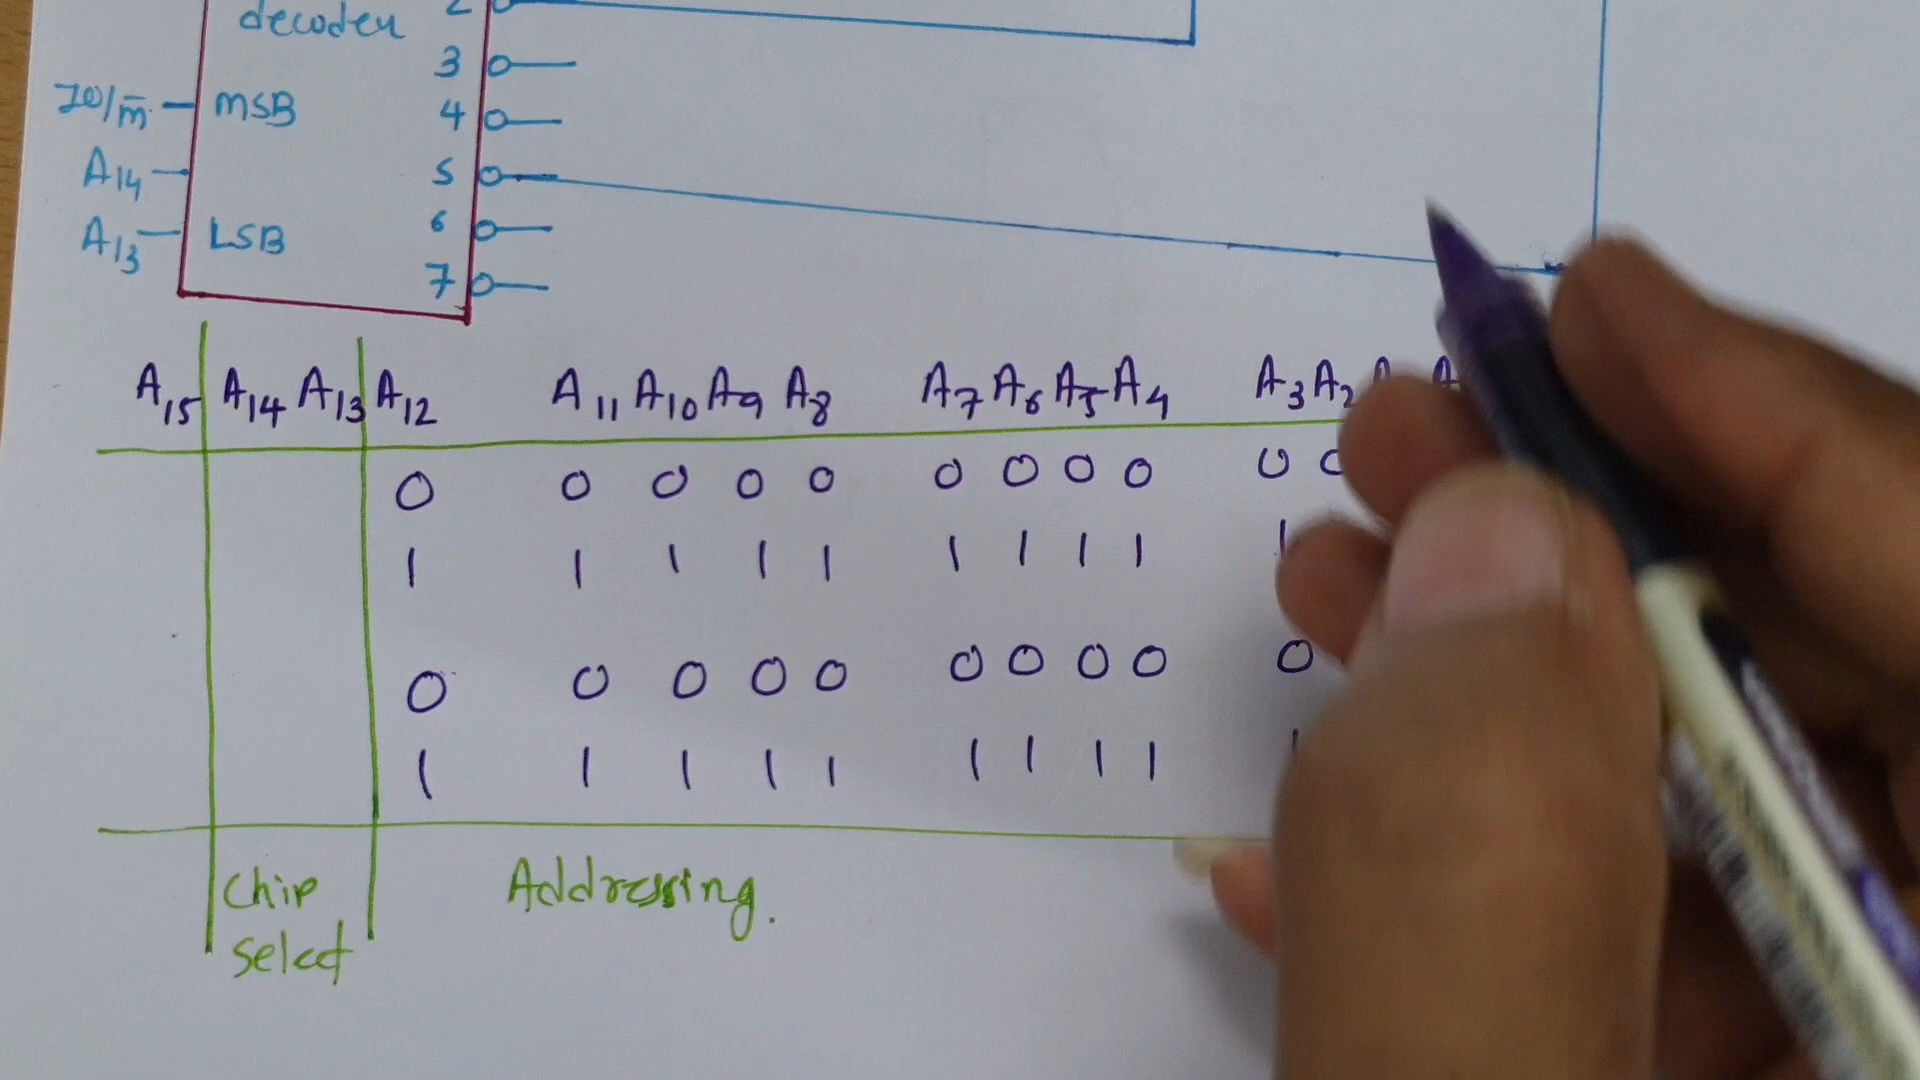 decoder 2
3
IO/m̅ MSB 4
A14 5
A13 LSB 6
7
A15 A14 A13 A12 A11 A10 A9 A8 A7 A6 A5 A4 A3 A2
0 0 0 0 0 0 0 0 0 0
1 1 1 1 1 1 1 1 1 1
0 0 0 0 0 0 0 0 0 0
1 1 1 1 1 1 1 1 1
Chip Addressing.
Select